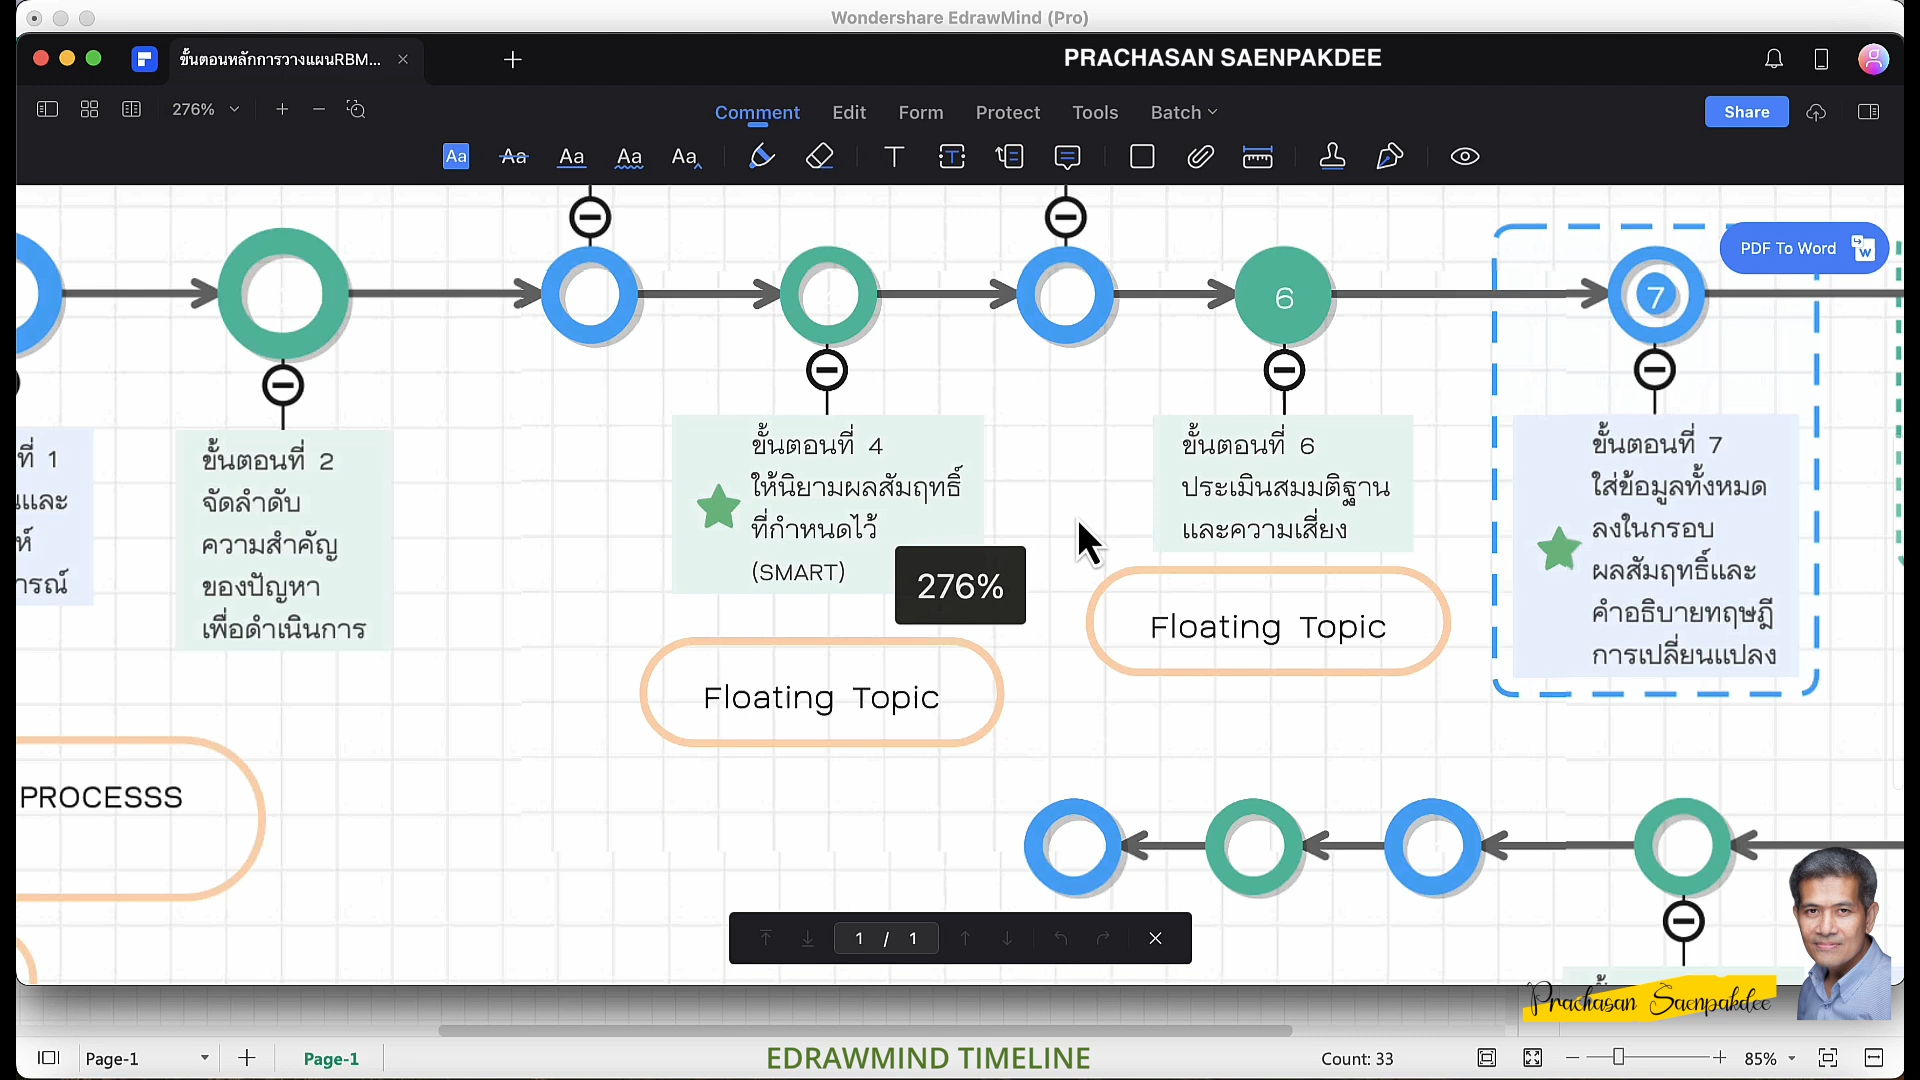 Wondershare EdrawMind (Pro)
ขั้นตอนหลักการวางแผนRBM...
PRACHASAN SAENPAKDEE
276%
Comment
Edit
Form
Protect
Tools
Batch
Share
Aa
Aa
Aa
Aa
Aa
T
PDF To Word
6
7
ที่ 1
ขั้นตอนที่ 2
จัดลำดับ
ความสำคัญ
ของปัญหา
เพื่อดำเนินการ
ขั้นตอนที่ 4
ให้นิยามผลสัมฤทธิ์
ที่กำหนดไว้
(SMART)
ขั้นตอนที่ 6
ประเมินสมมติฐาน
และความเสี่ยง
ขั้นตอนที่ 7
ใส่ข้อมูลทั้งหมด
ลงในกรอบ
ผลสัมฤทธิ์และ
คำอธิบายทฤษฎี
การเปลี่ยนแปลง
276%
Floating Topic
Floating Topic
PROCESSS
1 / 1
Prachasan Saenpakdee
Page-1
Page-1
EDRAWMIND TIMELINE
Count: 33
85%